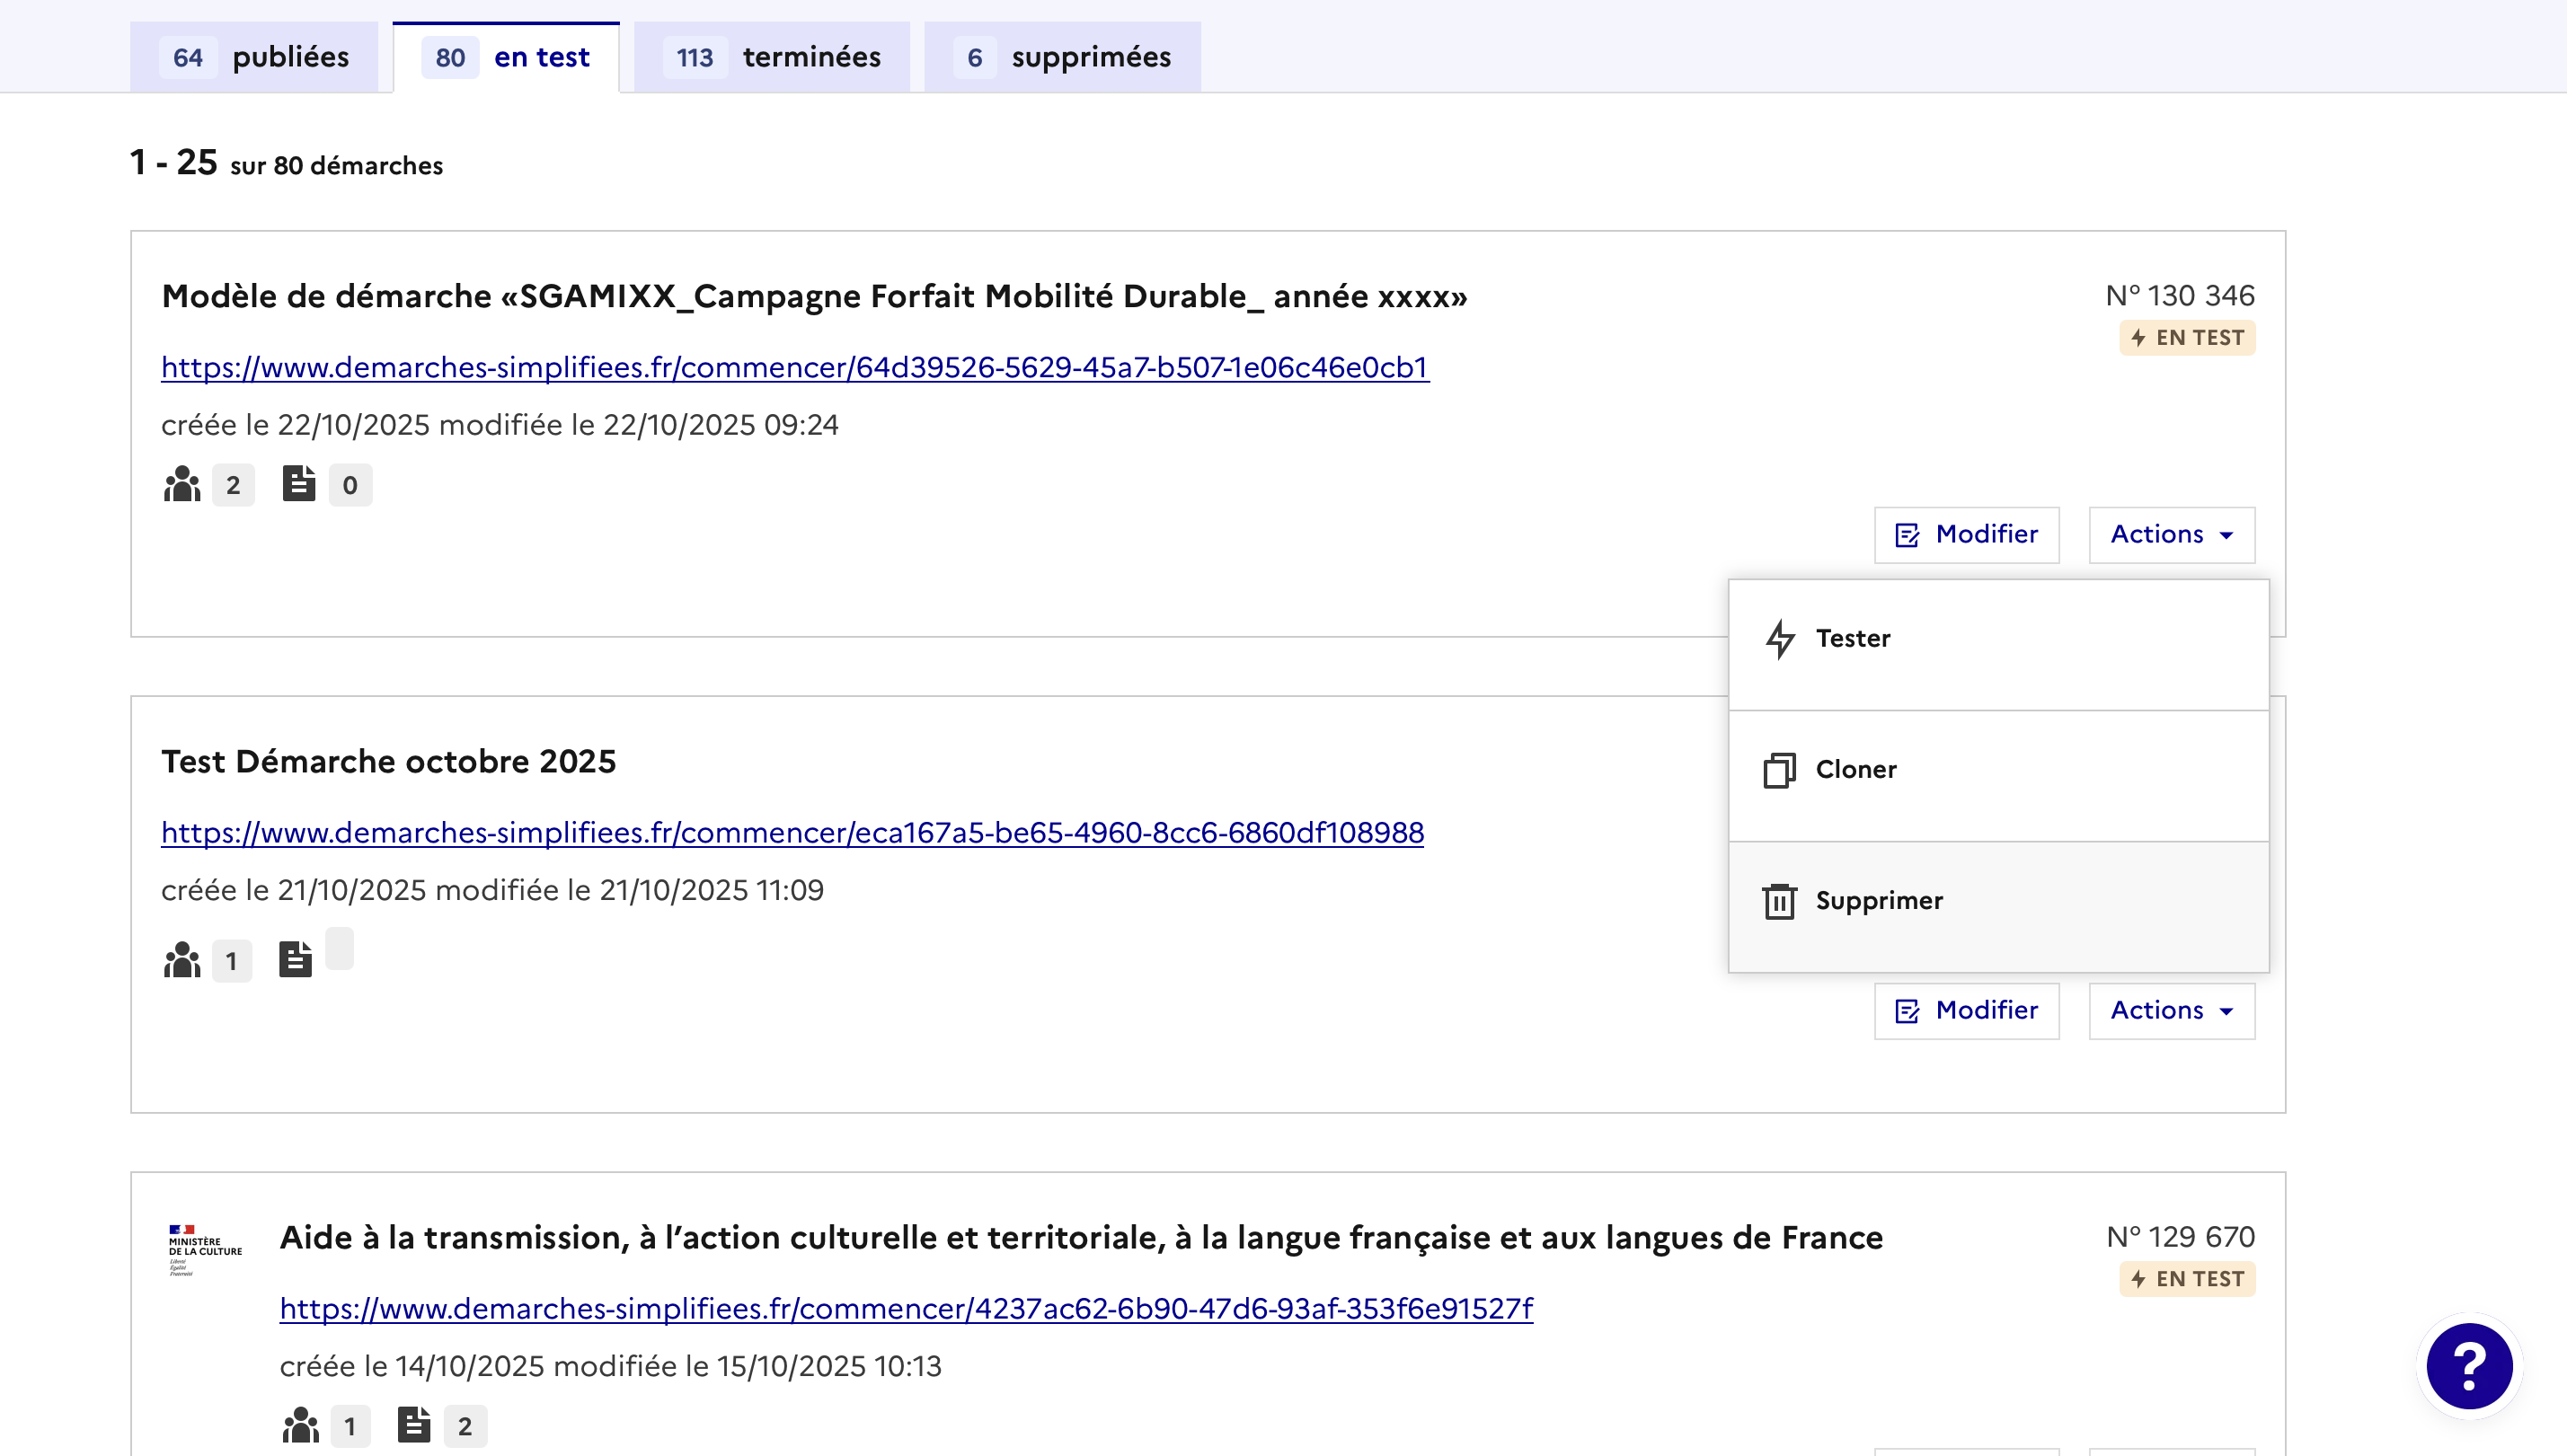 64 publiées 80 en test 113 terminées 6 supprimées
1 - 25 sur 80 démarches
Modèle de démarche «SGAMIXX_Campagne Forfait Mobilité Durable_ année xxxx»
N° 130 346
EN TEST
https://www.demarches-simplifiees.fr/commencer/64d39526-5629-45a7-b507-1e06c46e0cb1
créée le 22/10/2025 modifiée le 22/10/2025 09:24
2 0
Modifier Actions
Tester
Cloner
Supprimer
Test Démarche octobre 2025
https://www.demarches-simplifiees.fr/commencer/eca167a5-be65-4960-8cc6-6860df108988
créée le 21/10/2025 modifiée le 21/10/2025 11:09
1
Modifier Actions
MINISTÈRE
DE LA CULTURE
Liberté
Égalité
Fraternité
Aide à la transmission, à l’action culturelle et territoriale, à la langue française et aux langues de France
N° 129 670
EN TEST
https://www.demarches-simplifiees.fr/commencer/4237ac62-6b90-47d6-93af-353f6e91527f
créée le 14/10/2025 modifiée le 15/10/2025 10:13
1 2
?